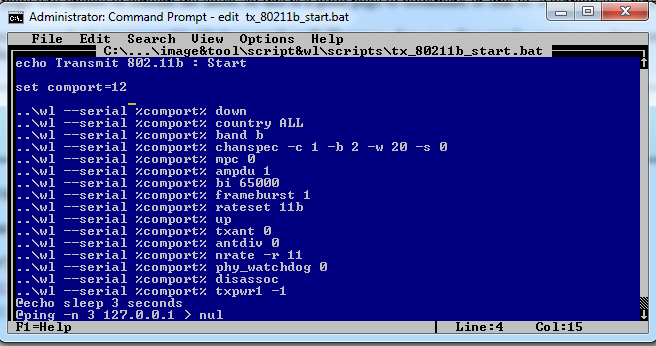 Administrator: Command Prompt - edit tx_80211b_start.bat
File Edit Search View Options Help
C:\...\image&tool\script&wl\scripts\tx_80211b_start.bat
echo Transmit 802.11b : Start
set comport=12
..\wl --serial %comport% down
..\wl --serial %comport% country ALL
..\wl --serial %comport% band b
..\wl --serial %comport% chanspec -c 1 -b 2 -w 20 -s 0
..\wl --serial %comport% mpc 0
..\wl --serial %comport% ampdu 1
..\wl --serial %comport% bi 65000
..\wl --serial %comport% frameburst 1
..\wl --serial %comport% rateset 11b
..\wl --serial %comport% up
..\wl --serial %comport% txant 0
..\wl --serial %comport% antdiv 0
..\wl --serial %comport% nrate -r 11
..\wl --serial %comport% phy_watchdog 0
..\wl --serial %comport% disassoc
..\wl --serial %comport% txpwr1 -1
@echo sleep 3 seconds
@ping -n 3 127.0.0.1 > nul
F1=Help Line:4 Col:15